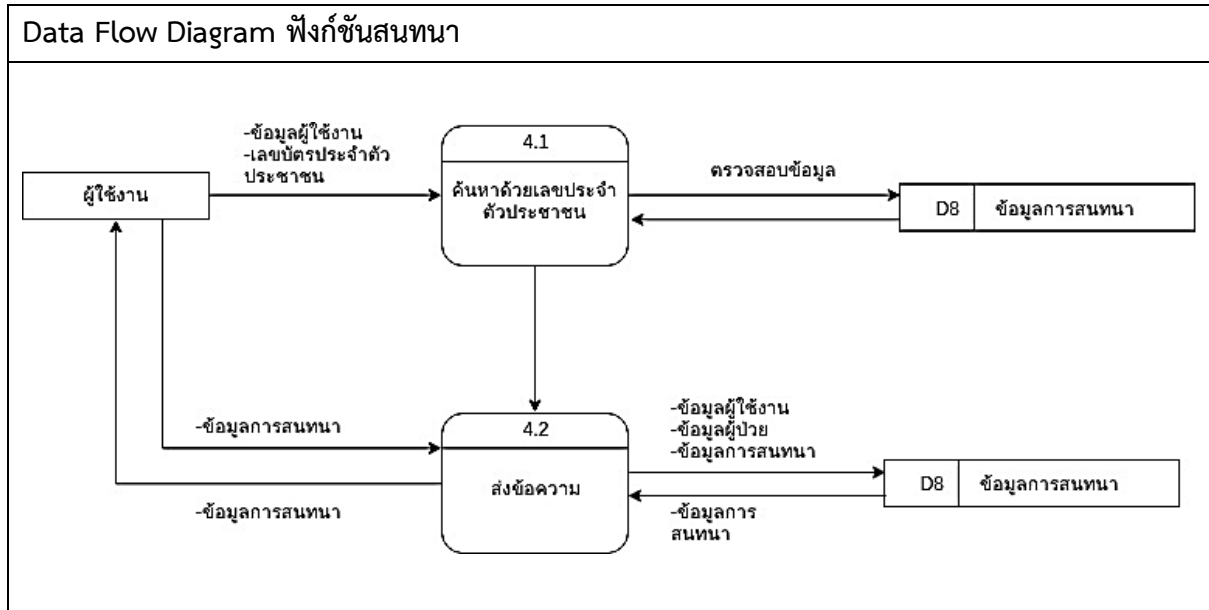 Data Flow Diagram ฟังก์ชันสนทนา
-ข้อมูลผู้ใช้งาน
-เลขบัตรประจำตัว
ประชาชน
4.1
ผู้ใช้งาน
ค้นหาด้วยเลขประจำ
ตัวประชาชน
ตรวจสอบข้อมูล
D8 ข้อมูลการสนทนา
-ข้อมูลการสนทนา
4.2
-ข้อมูลผู้ใช้งาน
-ข้อมูลผู้ป่วย
-ข้อมูลการสนทนา
ส่งข้อความ
D8 ข้อมูลการสนทนา
-ข้อมูลการสนทนา
-ข้อมูลการ
สนทนา